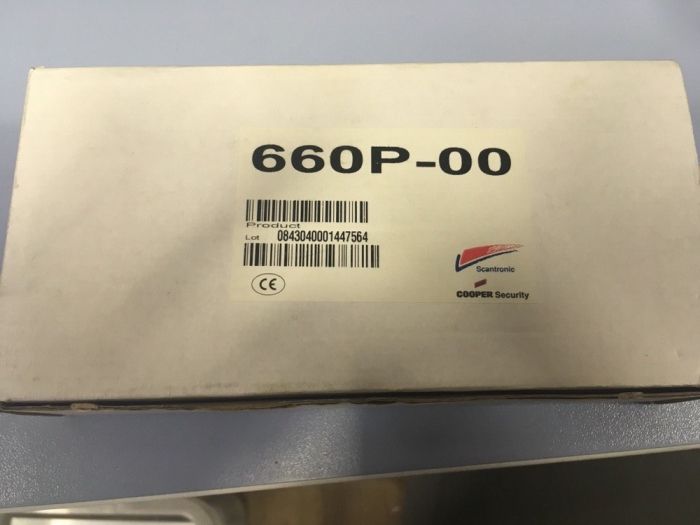 660P-00
Product
Lot 0843040001447564
CE
Scantronic
COOPER Security